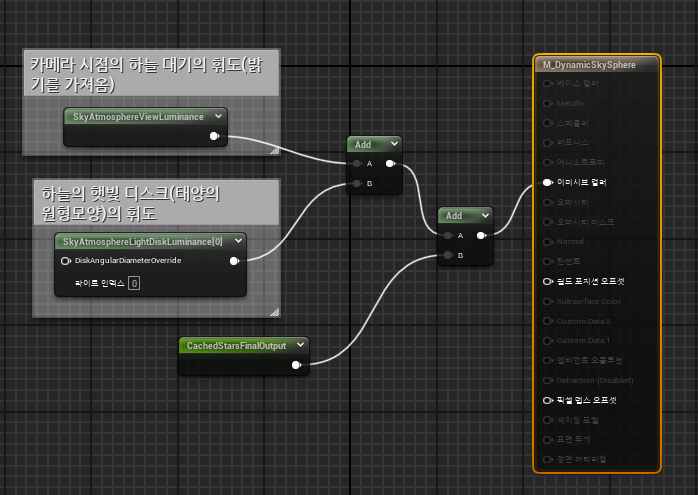 카메라 시점의 하늘 대기의 휘도(밝
기를 가져옴)
SkyAtmosphereViewLuminance
하늘의 햇빛 디스크(태양의
원형모양)의 휘도
SkyAtmosphereLightDiskLuminance[0]
DiskAngularDiameterOverride
라이트 인덱스 0
CachedStarsFinalOutput
Add
A
B
Add
A
B
M_DynamicSkySphere
베이스 컬러
Metallic
스페큘러
러프니스
애니소트로피
이미시브 컬러
오파시티
오파시티 마스크
Normal
탄젠트
월드 포지션 오프셋
Subsurface Color
Custom Data 0
Custom Data 1
앰비언트 오클루전
Refraction (Disabled)
픽셀 뎁스 오프셋
셰이딩 모델
표면 두께